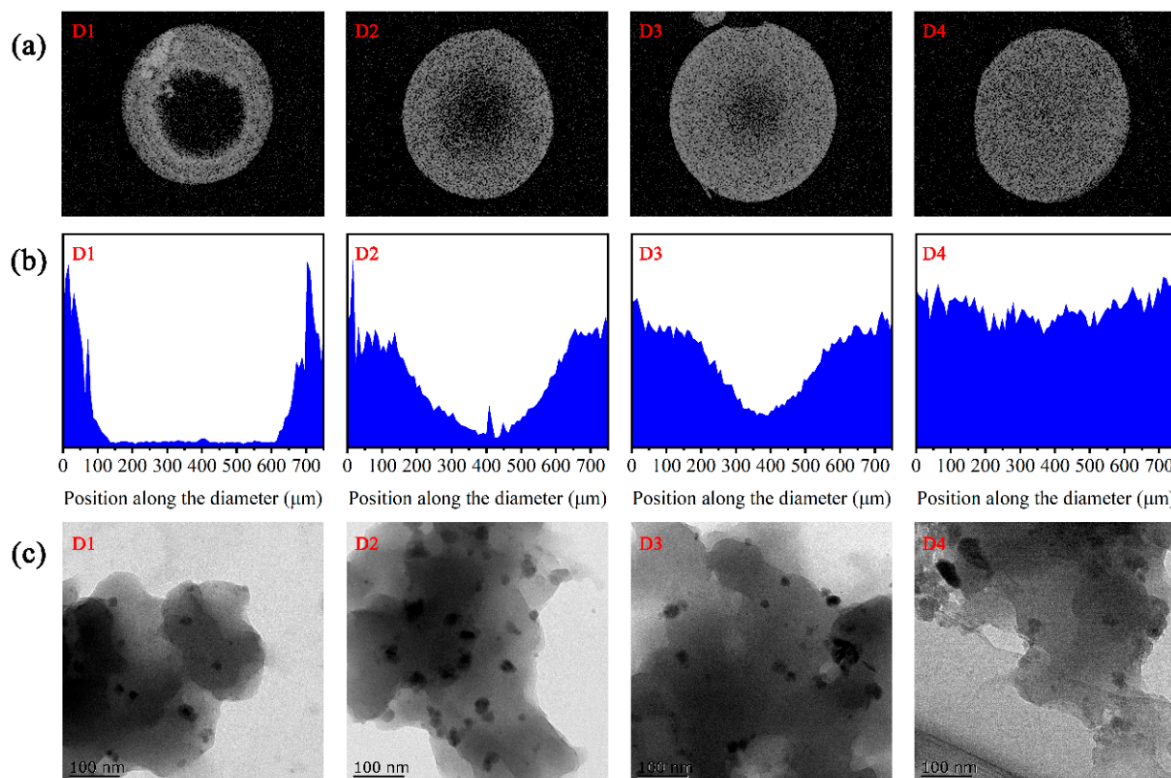 (a)
D1
D2
D3
D4
(b)
D1
D2
D3
D4
0 100 200 300 400 500 600 700
0 100 200 300 400 500 600 700
0 100 200 300 400 500 600 700
0 100 200 300 400 500 600 700
Position along the diameter (μm)
Position along the diameter (μm)
Position along the diameter (μm)
Position along the diameter (μm)
(c)
D1
D2
D3
D4
100 nm
100 nm
100 nm
100 nm